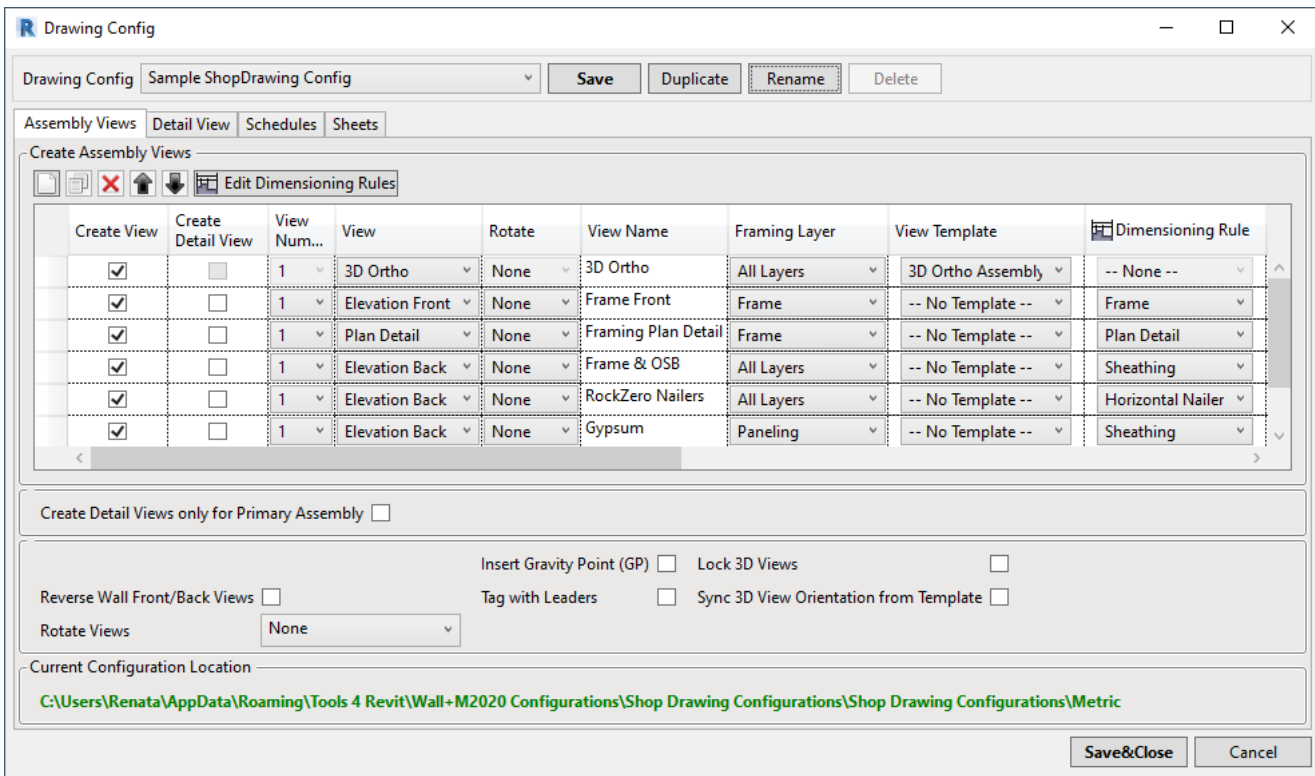 Drawing Config
Drawing Config Sample ShopDrawing Config Save Duplicate Rename Delete
Assembly Views Detail View Schedules Sheets
Create Assembly Views
Edit Dimensioning Rules
Create View Create Detail View View Num... View Rotate View Name Framing Layer View Template Dimensioning Rule
1 3D Ortho None 3D Ortho All Layers 3D Ortho Assembly -- None --
1 Elevation Front None Frame Front Frame -- No Template -- Frame
1 Plan Detail None Framing Plan Detail Frame -- No Template -- Plan Detail
1 Elevation Back None Frame & OSB All Layers -- No Template -- Sheathing
1 Elevation Back None RockZero Nailers All Layers -- No Template -- Horizontal Nailer
1 Elevation Back None Gypsum Paneling -- No Template -- Sheathing
Create Detail Views only for Primary Assembly
Insert Gravity Point (GP) Lock 3D Views
Reverse Wall Front/Back Views Tag with Leaders Sync 3D View Orientation from Template
Rotate Views None
Current Configuration Location
C:\Users\Renata\AppData\Roaming\Tools 4 Revit\Wall+M2020 Configurations\Shop Drawing Configurations\Shop Drawing Configurations\Metric
Save&Close Cancel